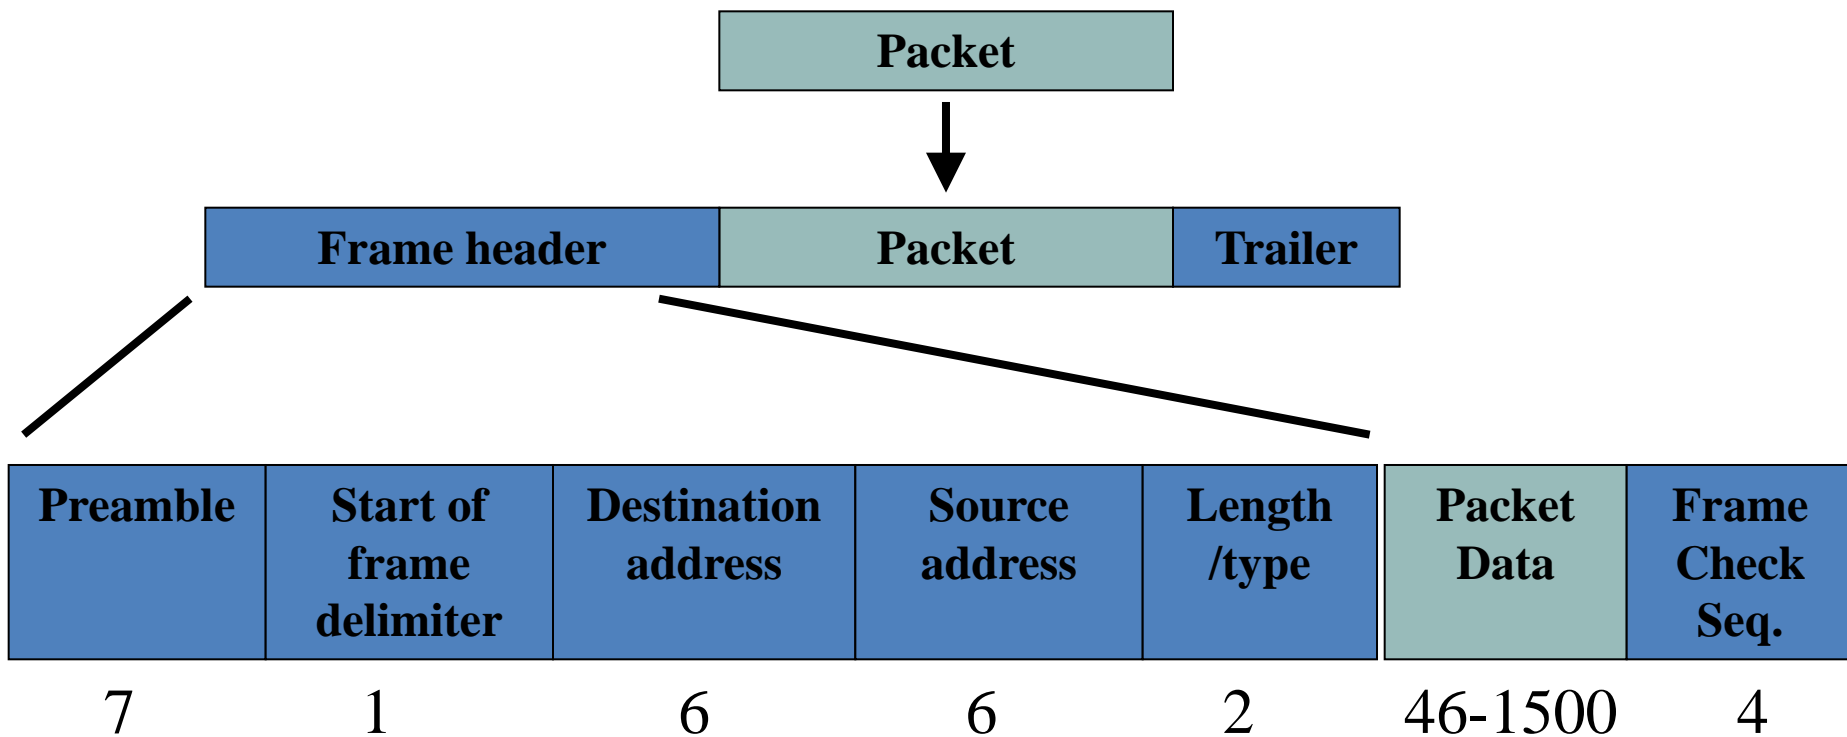 Packet
Frame header Packet Trailer
Preamble Start of frame delimiter Destination address Source address Length /type Packet Data Frame Check Seq.
7 1 6 6 2 46-1500 4